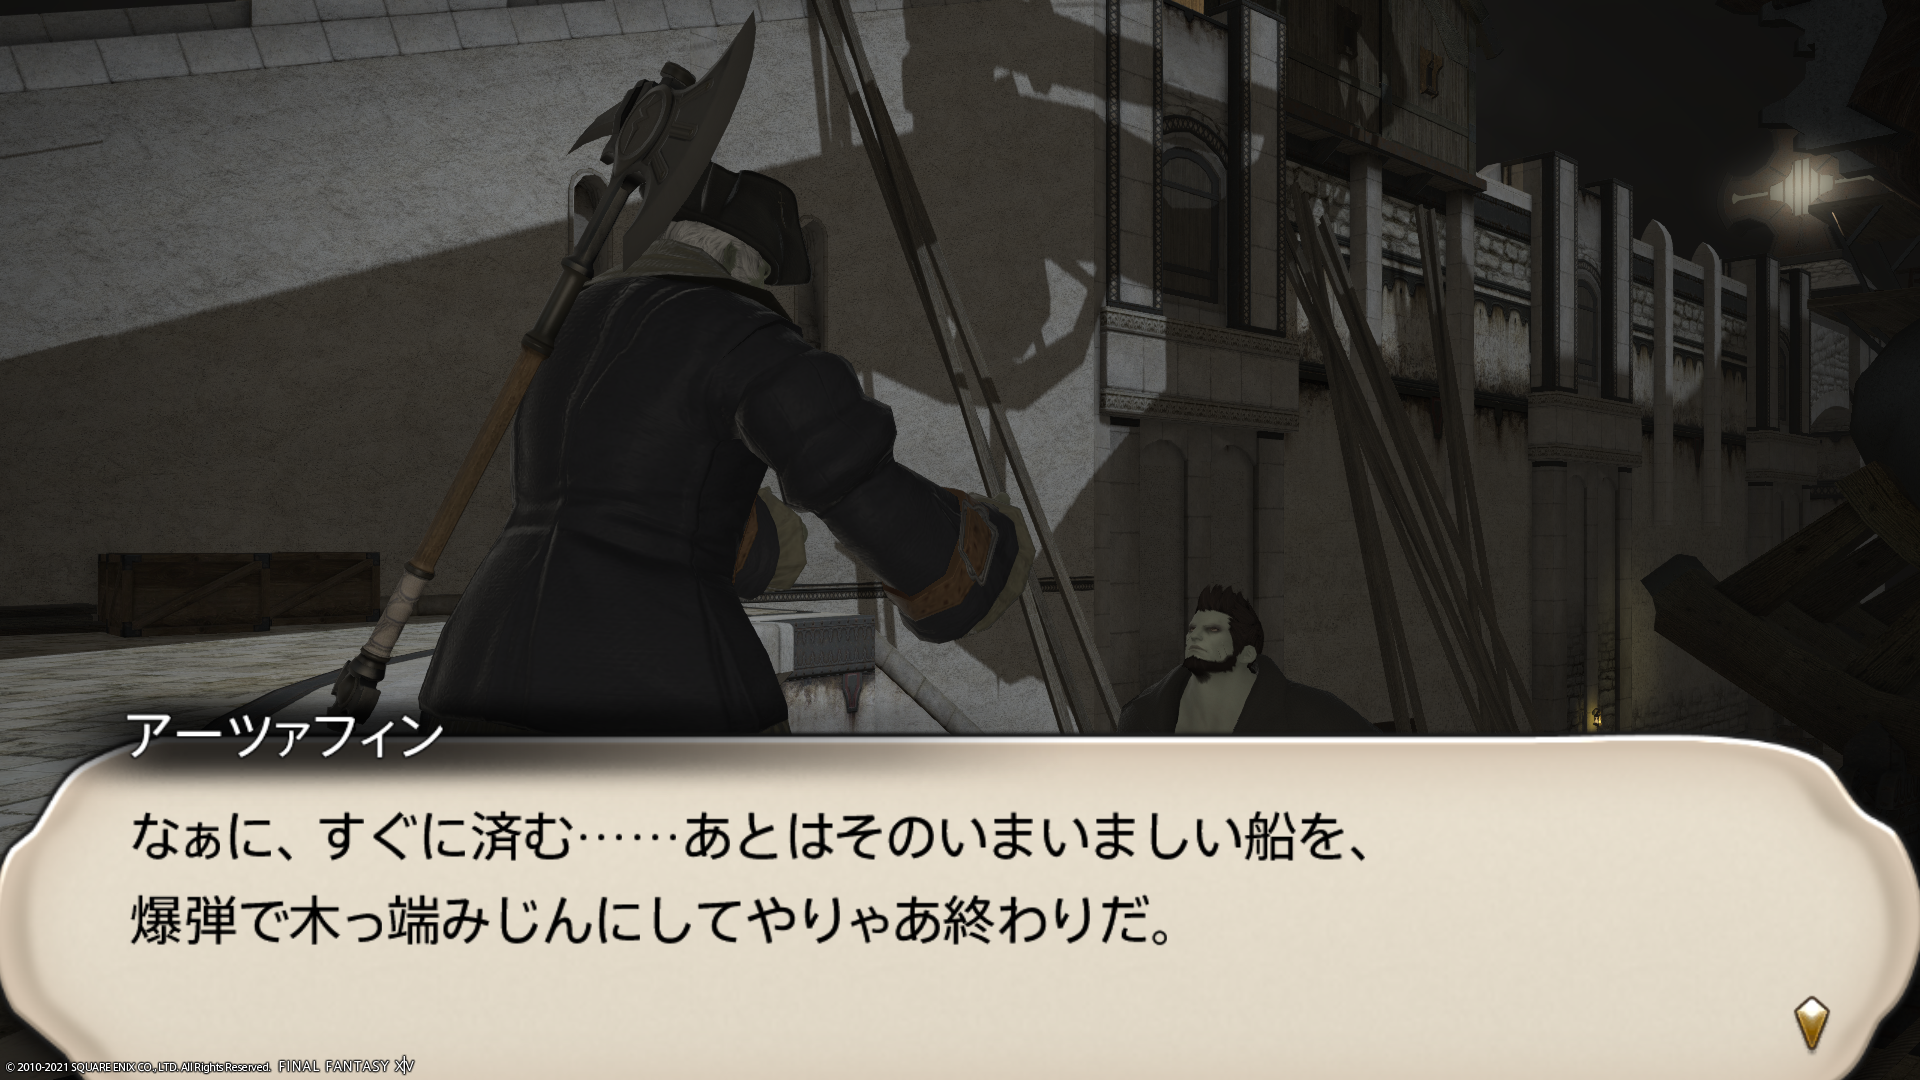 アーツァフィン
なぁに、すぐに済む……あとはそのいまいましい船を、
爆弾で木っ端みじんにしてやりゃあ終わりだ。
© 2010-2021 SQUARE ENIX CO., LTD. All Rights Reserved. FINAL FANTASY XIV